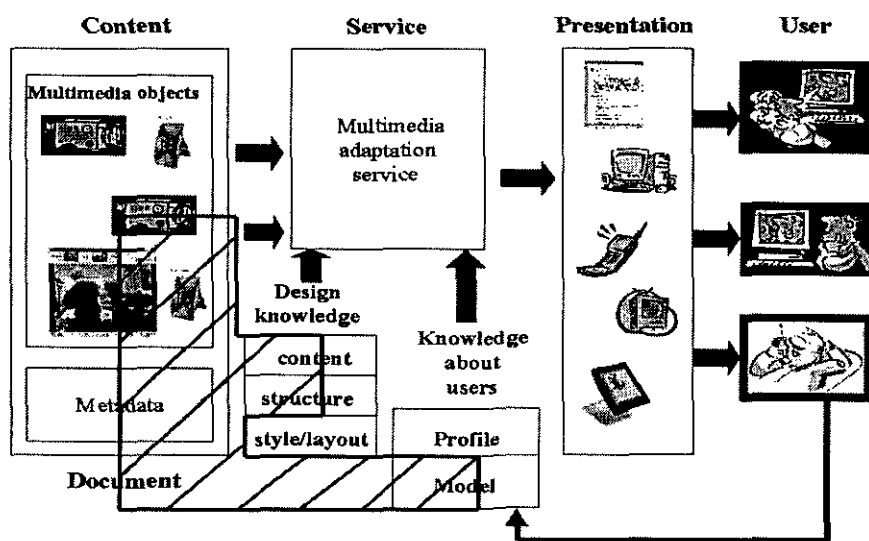 Content
Service
Presentation
User
Multimedia objects
Multimedia
adaptation
service
Design
knowledge
Knowledge
about
users
content
structure
style/layout
Metadata
Profile
Model
Document